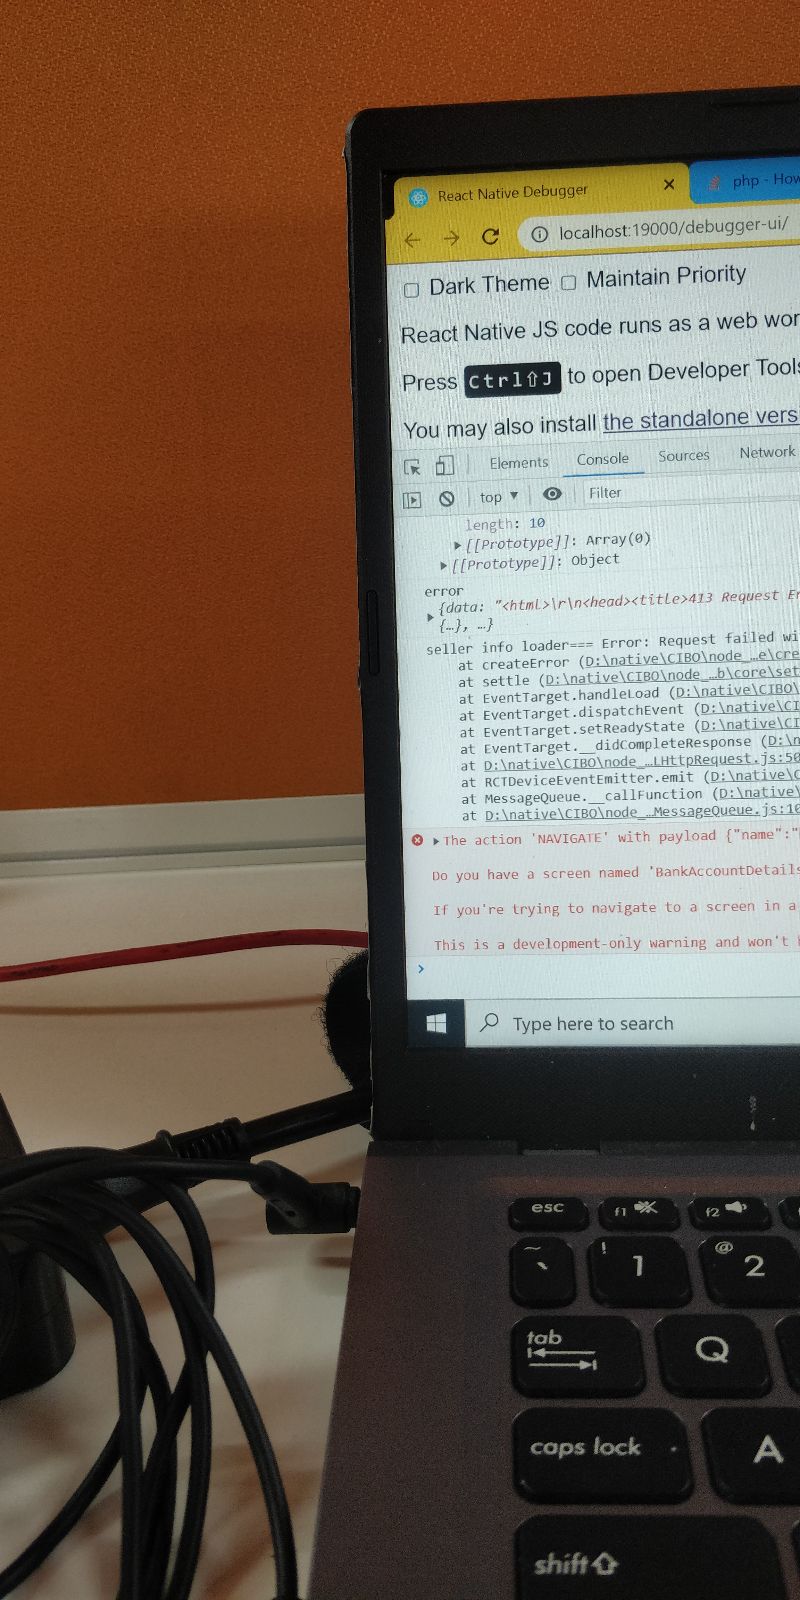 React Native Debugger
php - How
localhost:19000/debugger-ui/
Dark Theme Maintain Priority
React Native JS code runs as a web wor
Press Ctrl⇧J to open Developer Tools
You may also install the standalone vers
Elements Console Sources Network
top Filter
length: 10
[[Prototype]]: Array(0)
[[Prototype]]: Object
error
{data: "<html>\r\n<head><title>413 Request Er
{…}, …}
seller info loader=== Error: Request failed wi
at createError (D:\native\CIBO\node_…e\cre
at settle (D:\native\CIBO\node_…b\core\set
at EventTarget.handleLoad (D:\native\CIBO\
at EventTarget.dispatchEvent (D:\native\CI
at EventTarget.setReadyState (D:\native\CI
at EventTarget.__didCompleteResponse (D:\n
at D:\native\CIBO\node_…LHttpRequest.js:50
at RCTDeviceEventEmitter.emit (D:\native\C
at MessageQueue.__callFunction (D:\native\
at D:\native\CIBO\node_…MessageQueue.js:10
The action 'NAVIGATE' with payload {"name":"
Do you have a screen named 'BankAccountDetails
If you're trying to navigate to a screen in a
This is a development-only warning and won't
Type here to search
esc f1 f2
~ ` ! 1 @ 2
tab Q
caps lock A
shift